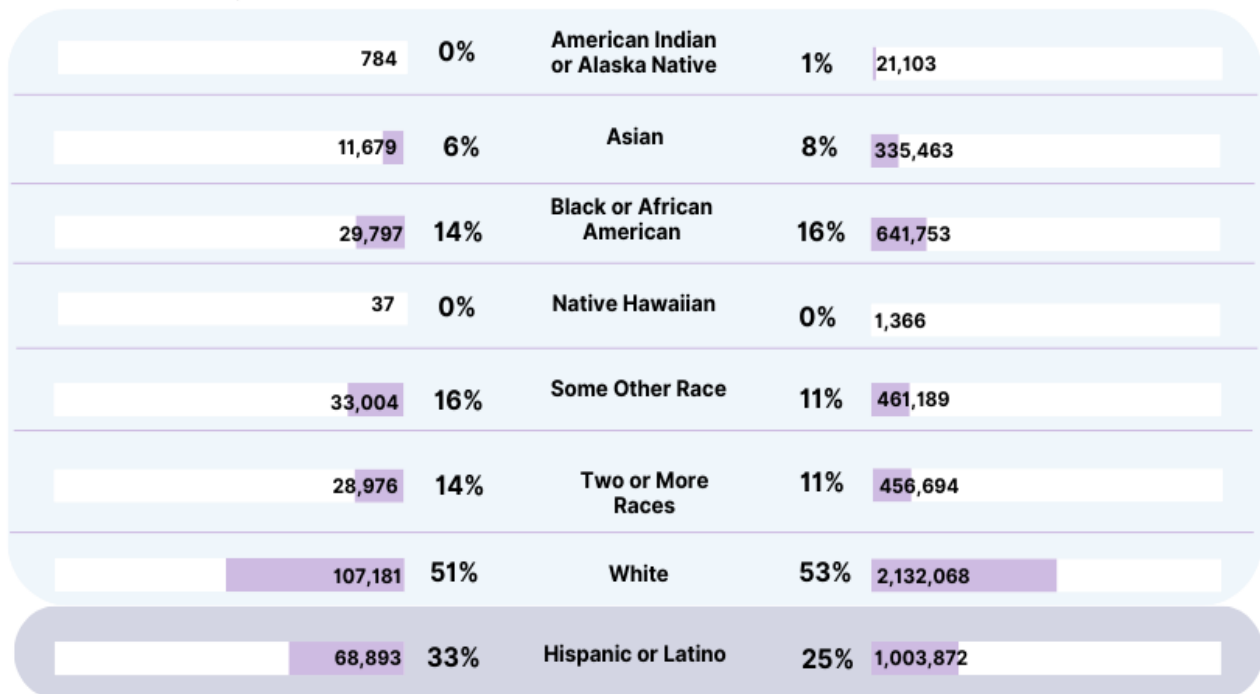 784 0% American Indian
or Alaska Native 1% 21,103
11,679 6% Asian 8% 335,463
29,797 14% Black or African
American 16% 641,753
37 0% Native Hawaiian 0% 1,366
33,004 16% Some Other Race 11% 461,189
28,976 14% Two or More
Races 11% 456,694
107,181 51% White 53% 2,132,068
68,893 33% Hispanic or Latino 25% 1,003,872